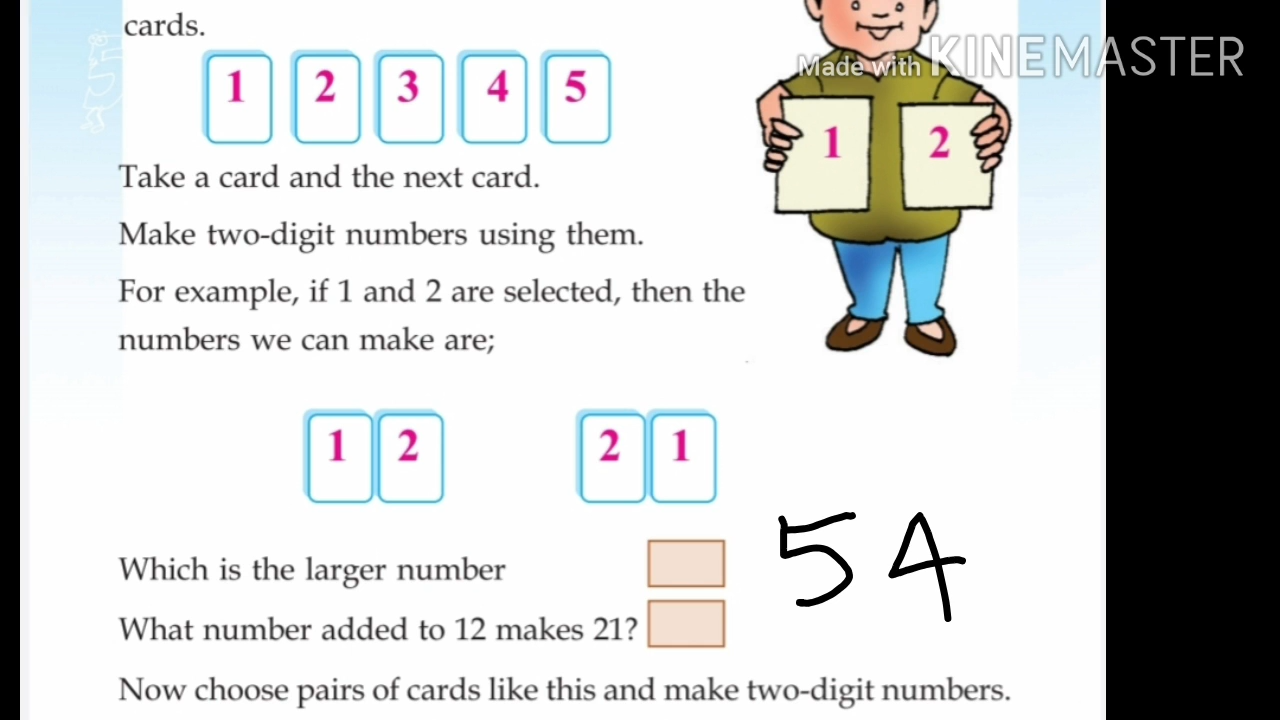 cards.
Made with KINEMASTER
1 2 3 4 5
1 2
Take a card and the next card.
Make two-digit numbers using them.
For example, if 1 and 2 are selected, then the
numbers we can make are;
1 2 2 1
54
Which is the larger number
What number added to 12 makes 21?
Now choose pairs of cards like this and make two-digit numbers.